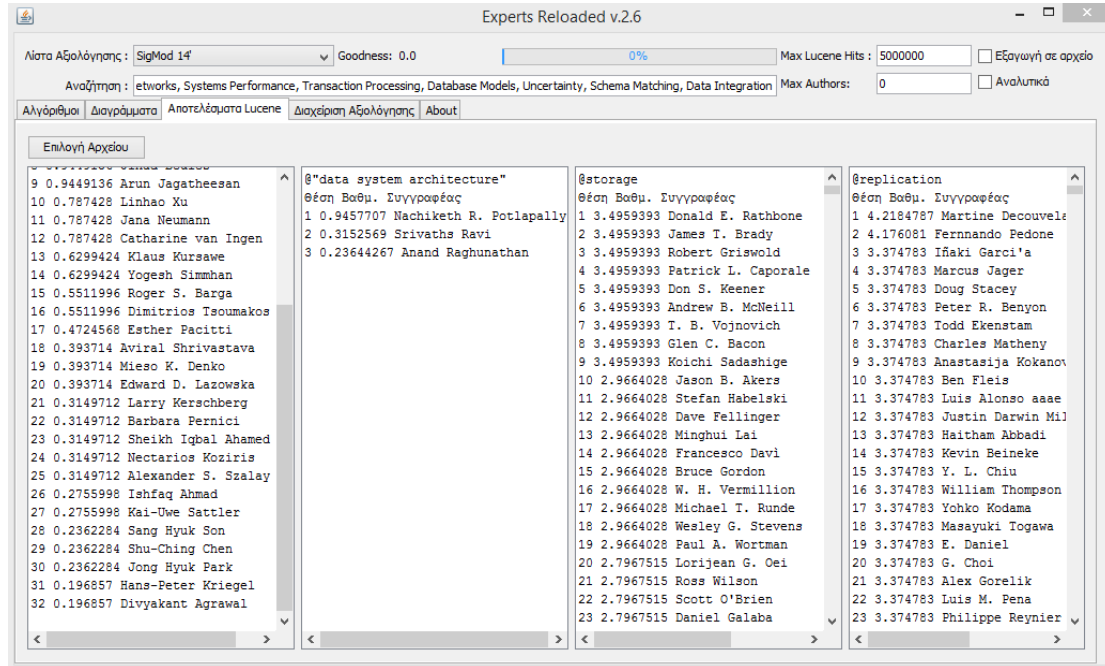 Experts Reloaded v.2.6
Λίστα Αξιολόγησης : SigMod 14' Goodness: 0.0 0% Max Lucene Hits : 5000000 Εξαγωγή σε αρχείο
Αναζήτηση : etworks, Systems Performance, Transaction Processing, Database Models, Uncertainty, Schema Matching, Data Integration Max Authors: 0 Αναλυτικά
Αλγόριθμοι Διαγράμματα Αποτελέσματα Lucene Διαχείριση Αξιολόγησης About
Επιλογή Αρχείου
9 0.9449136 Arun Jagatheesan
10 0.787428 Linhao Xu
11 0.787428 Jana Neumann
12 0.787428 Catharine van Ingen
13 0.6299424 Klaus Kursawe
14 0.6299424 Yogesh Simmhan
15 0.5511996 Roger S. Barga
16 0.5511996 Dimitrios Tsoumakos
17 0.4724568 Esther Pacitti
18 0.393714 Aviral Shrivastava
19 0.393714 Mieso K. Denko
20 0.393714 Edward D. Lazowska
21 0.3149712 Larry Kerschberg
22 0.3149712 Barbara Pernici
23 0.3149712 Sheikh Iqbal Ahamed
24 0.3149712 Nectarios Koziris
25 0.3149712 Alexander S. Szalay
26 0.2755998 Ishfaq Ahmad
27 0.2755998 Kai-Uwe Sattler
28 0.2362284 Sang Hyuk Son
29 0.2362284 Shu-Ching Chen
30 0.2362284 Jong Hyuk Park
31 0.196857 Hans-Peter Kriegel
32 0.196857 Divyakant Agrawal
@"data system architecture"
Θέση Βαθμ. Συγγραφέας
1 0.9457707 Nachiketh R. Potlapally
2 0.3152569 Srivaths Ravi
3 0.23644267 Anand Raghunathan
@storage
Θέση Βαθμ. Συγγραφέας
1 3.4959393 Donald E. Rathbone
2 3.4959393 James T. Brady
3 3.4959393 Robert Griswold
4 3.4959393 Patrick L. Caporale
5 3.4959393 Don S. Keener
6 3.4959393 Andrew B. McNeill
7 3.4959393 T. B. Vojnovich
8 3.4959393 Glen C. Bacon
9 3.4959393 Koichi Sadashige
10 2.9664028 Jason B. Akers
11 2.9664028 Stefan Habelski
12 2.9664028 Dave Fellinger
13 2.9664028 Minghui Lai
14 2.9664028 Francesco Davì
15 2.9664028 Bruce Gordon
16 2.9664028 W. H. Vermillion
17 2.9664028 Michael T. Runde
18 2.9664028 Wesley G. Stevens
19 2.9664028 Paul A. Wortman
20 2.7967515 Lorijean G. Oei
21 2.7967515 Ross Wilson
22 2.7967515 Scott O'Brien
23 2.7967515 Daniel Galaba
@replication
Θέση Βαθμ. Συγγραφέας
1 4.2184787 Martine Decouvela
2 4.176081 Fernnando Pedone
3 3.374783 Iñaki Garci'a
4 3.374783 Marcus Jager
5 3.374783 Doug Stacey
6 3.374783 Peter R. Benyon
7 3.374783 Todd Ekenstam
8 3.374783 Charles Matheny
9 3.374783 Anastasija Kokanov
10 3.374783 Ben Fleis
11 3.374783 Luis Alonso aaae
12 3.374783 Justin Darwin Mil
13 3.374783 Haitham Abbadi
14 3.374783 Kevin Beineke
15 3.374783 Y. L. Chiu
16 3.374783 William Thompson
17 3.374783 Yohko Kodama
18 3.374783 Masayuki Togawa
19 3.374783 E. Daniel
20 3.374783 G. Choi
21 3.374783 Alex Gorelik
22 3.374783 Luis M. Pena
23 3.374783 Philippe Reynier